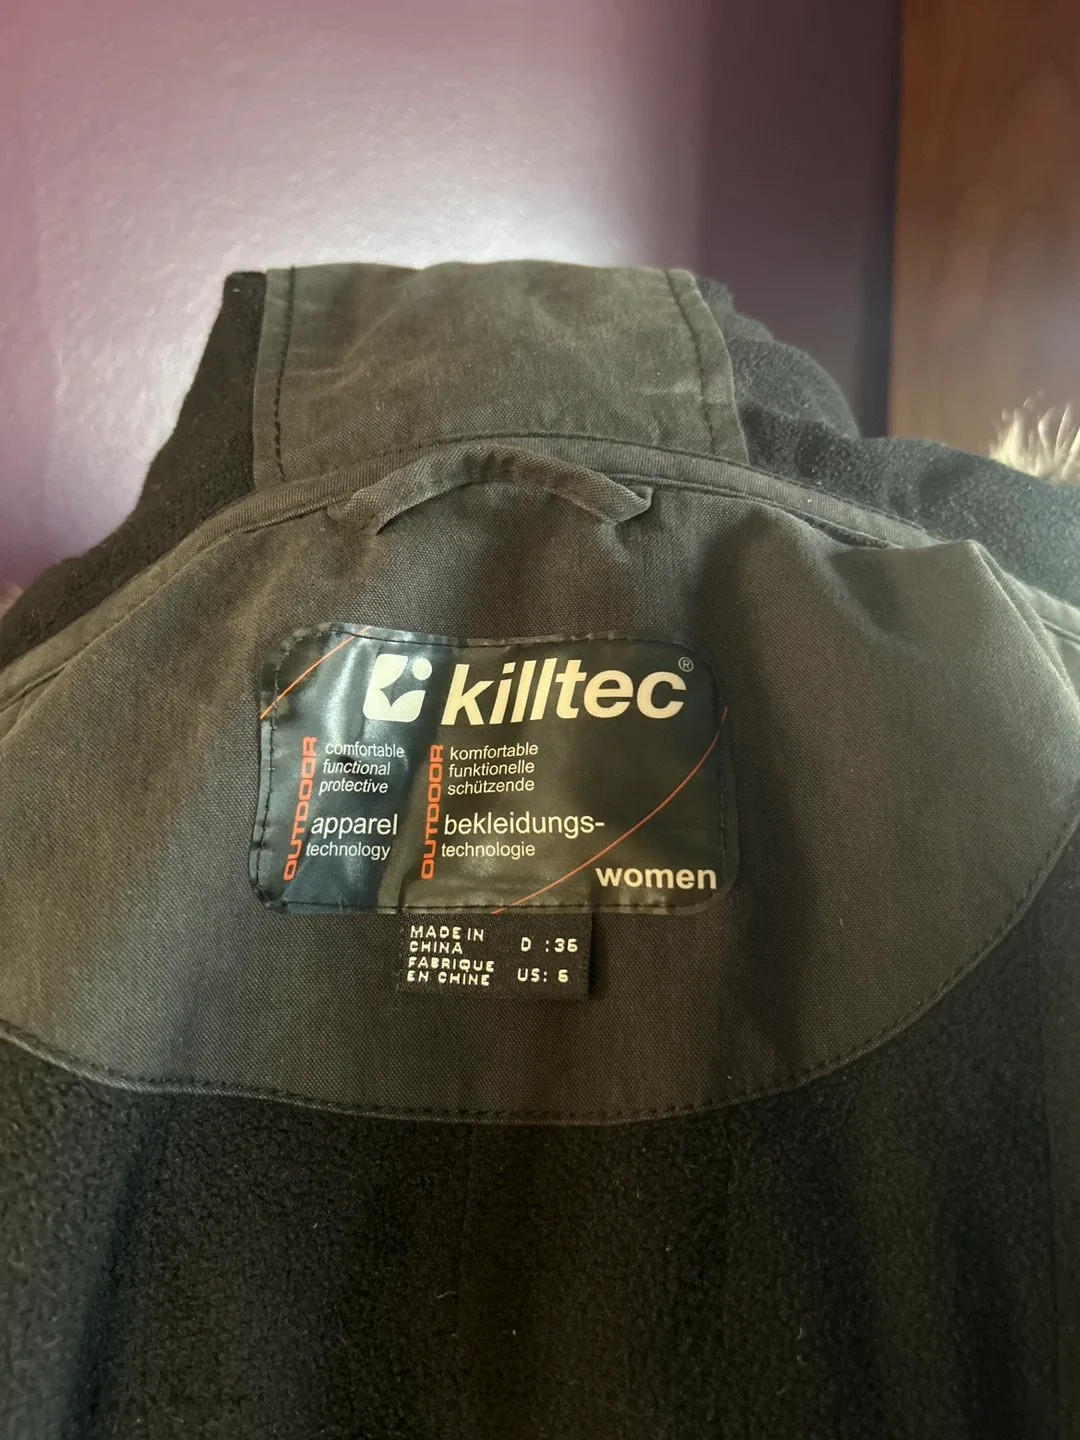 killtec®
OUTDOOR
comfortable
functional
protective
apparel
technology
OUTDOOR
komfortable
funktionelle
schützende
bekleidungs-
technologie
women
MADE IN
CHINA
FABRIQUE
EN CHINE
D : 36
US: 6